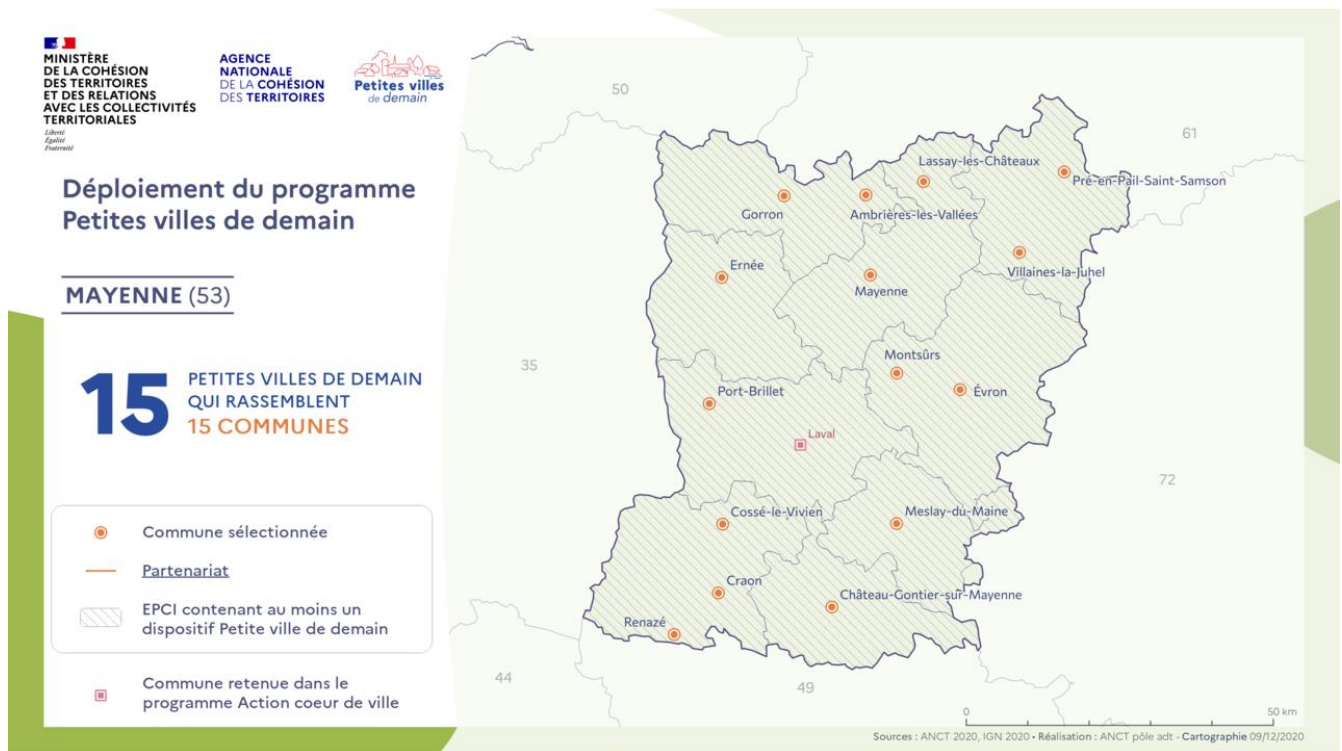 MINISTÈRE
DE LA COHÉSION
DES TERRITOIRES
ET DES RELATIONS
AVEC LES COLLECTIVITÉS
TERRITORIALES
Liberté
Égalité
Fraternité
AGENCE
NATIONALE
DE LA COHÉSION
DES TERRITOIRES
Petites villes
de demain
Déploiement du programme
Petites villes de demain
MAYENNE (53)
15
PETITES VILLES DE DEMAIN
QUI RASSEMBLENT
15 COMMUNES
Commune sélectionnée
Partenariat
EPCI contenant au moins un
dispositif Petite ville de demain
Commune retenue dans le
programme Action coeur de ville
50
61
Lassay-les-Châteaux
Pré-en-Pail-Saint-Samson
Gorron
Ambrières-les-Vallées
Ernée
Villaines-la-Juhel
Mayenne
35
Montsûrs
Port-Brillet
Évron
Laval
72
Cossé-le-Vivien
Meslay-du-Maine
Craon
Château-Gontier-sur-Mayenne
Renazé
44
49
0
50 km
Sources : ANCT 2020, IGN 2020 • Réalisation : ANCT pôle adt - Cartographie 09/12/2020